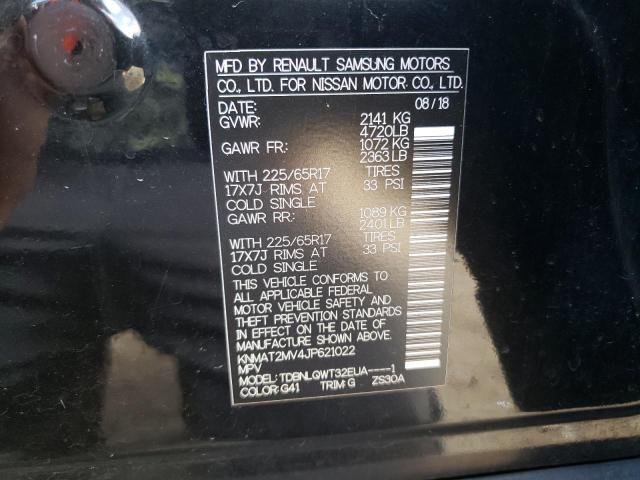 MFD BY RENAULT SAMSUNG MOTORS
CO., LTD. FOR NISSAN MOTOR CO., LTD.
DATE: 08/18
GVWR: 2141 KG
4720LB
GAWR FR: 1072 KG
2363LB
WITH 225/65R17 TIRES
17X7J RIMS AT 33 PSI
COLD SINGLE
GAWR RR: 1089 KG
2401LB
WITH 225/65R17 TIRES
17X7J RIMS AT 33 PSI
COLD SINGLE
THIS VEHICLE CONFORMS TO
ALL APPLICABLE FEDERAL
MOTOR VEHICLE SAFETY AND
THEFT PREVENTION STANDARDS
IN EFFECT ON THE DATE OF
MANUFACTURE SHOWN ABOVE.
KNMAT2MV4JP621022
MPV
MODEL: TDBNLQWT32EUA----1
COLOR: G41 TRIM: G ZS30A